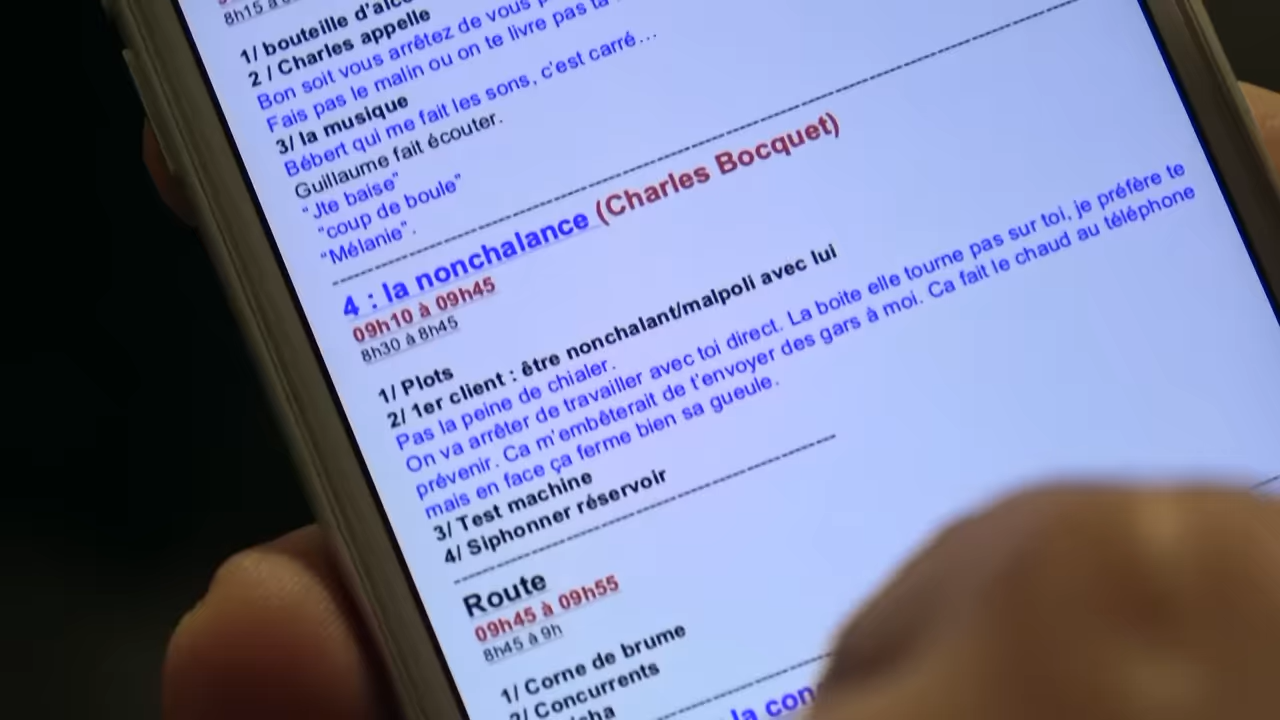 8h15 à
1/ bouteille d'alco
2 / Charles appelle
Bon soit vous arrêtez de vous
Fais pas le malin ou on te livre pas ta
3/ la musique
Bébert qui me fait les sons, c'est carré…
Guillaume fait écouter.
"Jte baise"
"coup de boule"
"Mélanie".
4 : la nonchalance (Charles Bocquet)
09h10 à 09h45
8h30 à 8h45
1/ Plots
2/ 1er client : être nonchalant/malpoli avec lui
Pas la peine de chialer.
On va arrêter de travailler avec toi direct. La boite elle tourne pas sur toi, je préfère te
prévenir. Ca m'embêterait de t'envoyer des gars à moi. Ca fait le chaud au téléphone
mais en face ça ferme bien sa gueule.
3/ Test machine
4/ Siphonner réservoir
Route
09h45 à 09h55
8h45 à 9h
1/ Corne de brume
2/ Concurrents
la con